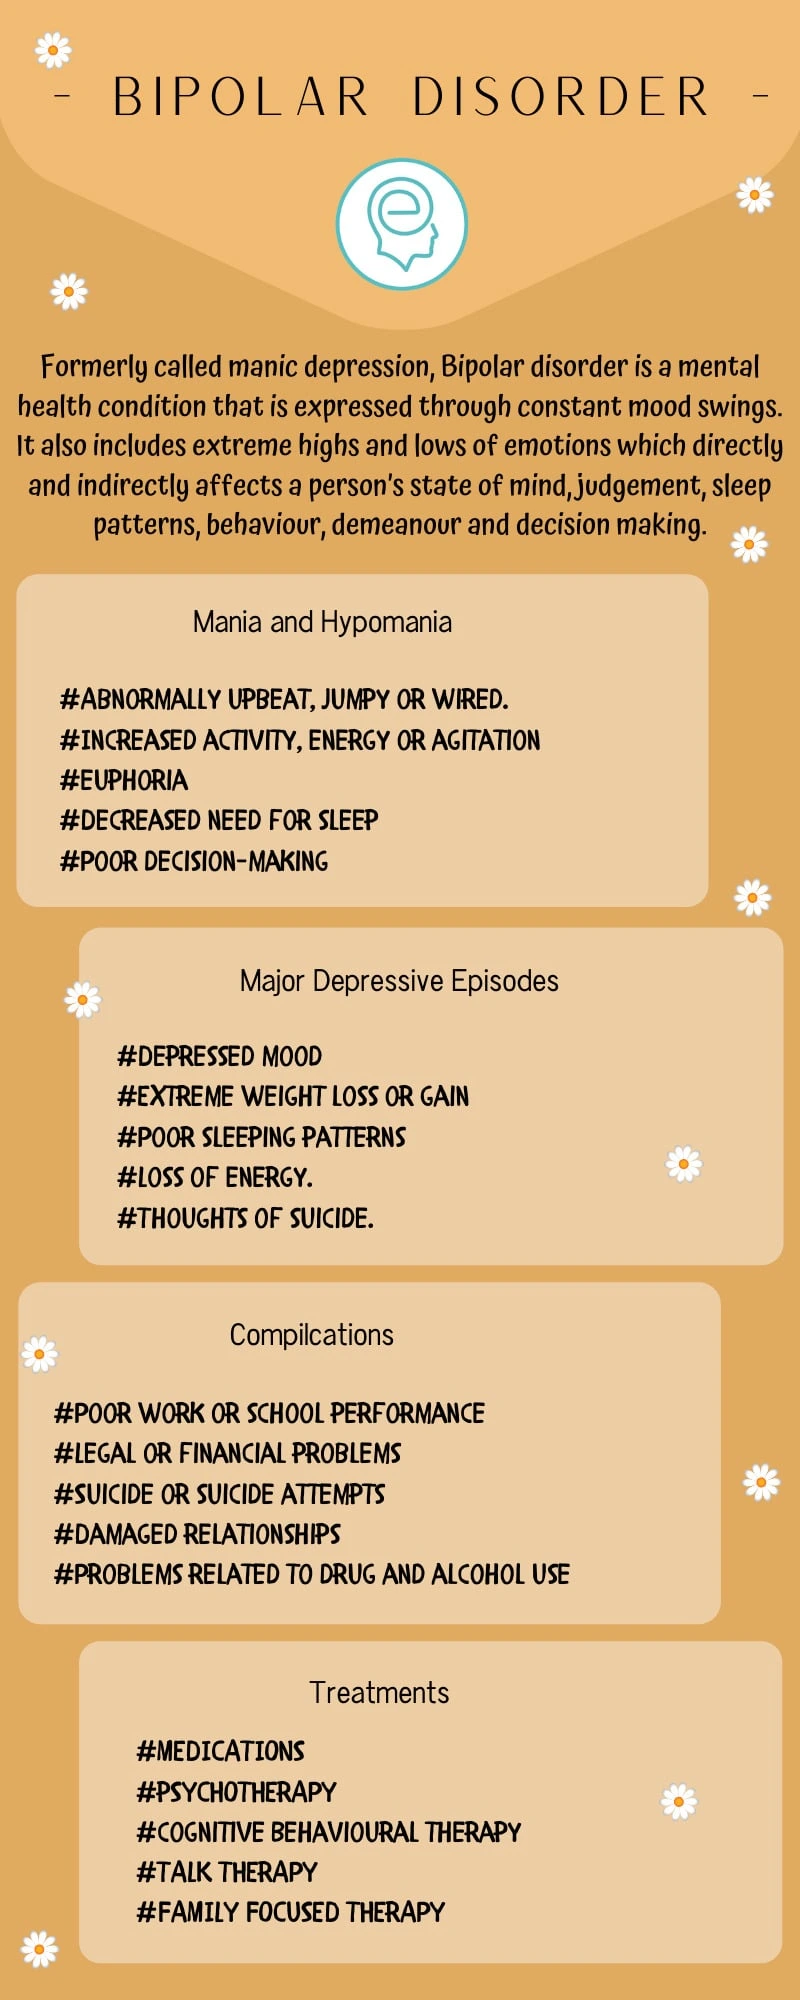 - BIPOLAR DISORDER -
Formerly called manic depression, Bipolar disorder is a mental
health condition that is expressed through constant mood swings.
It also includes extreme highs and lows of emotions which directly
and indirectly affects a person's state of mind, judgement, sleep
patterns, behaviour, demeanour and decision making.
Mania and Hypomania
#ABNORMALLY UPBEAT, JUMPY OR WIRED.
#INCREASED ACTIVITY, ENERGY OR AGITATION
#EUPHORIA
#DECREASED NEED FOR SLEEP
#POOR DECISION-MAKING
Major Depressive Episodes
#DEPRESSED MOOD
#EXTREME WEIGHT LOSS OR GAIN
#POOR SLEEPING PATTERNS
#LOSS OF ENERGY.
#THOUGHTS OF SUICIDE.
Compilcations
#POOR WORK OR SCHOOL PERFORMANCE
#LEGAL OR FINANCIAL PROBLEMS
#SUICIDE OR SUICIDE ATTEMPTS
#DAMAGED RELATIONSHIPS
#PROBLEMS RELATED TO DRUG AND ALCOHOL USE
Treatments
#MEDICATIONS
#PSYCHOTHERAPY
#COGNITIVE BEHAVIOURAL THERAPY
#TALK THERAPY
#FAMILY FOCUSED THERAPY